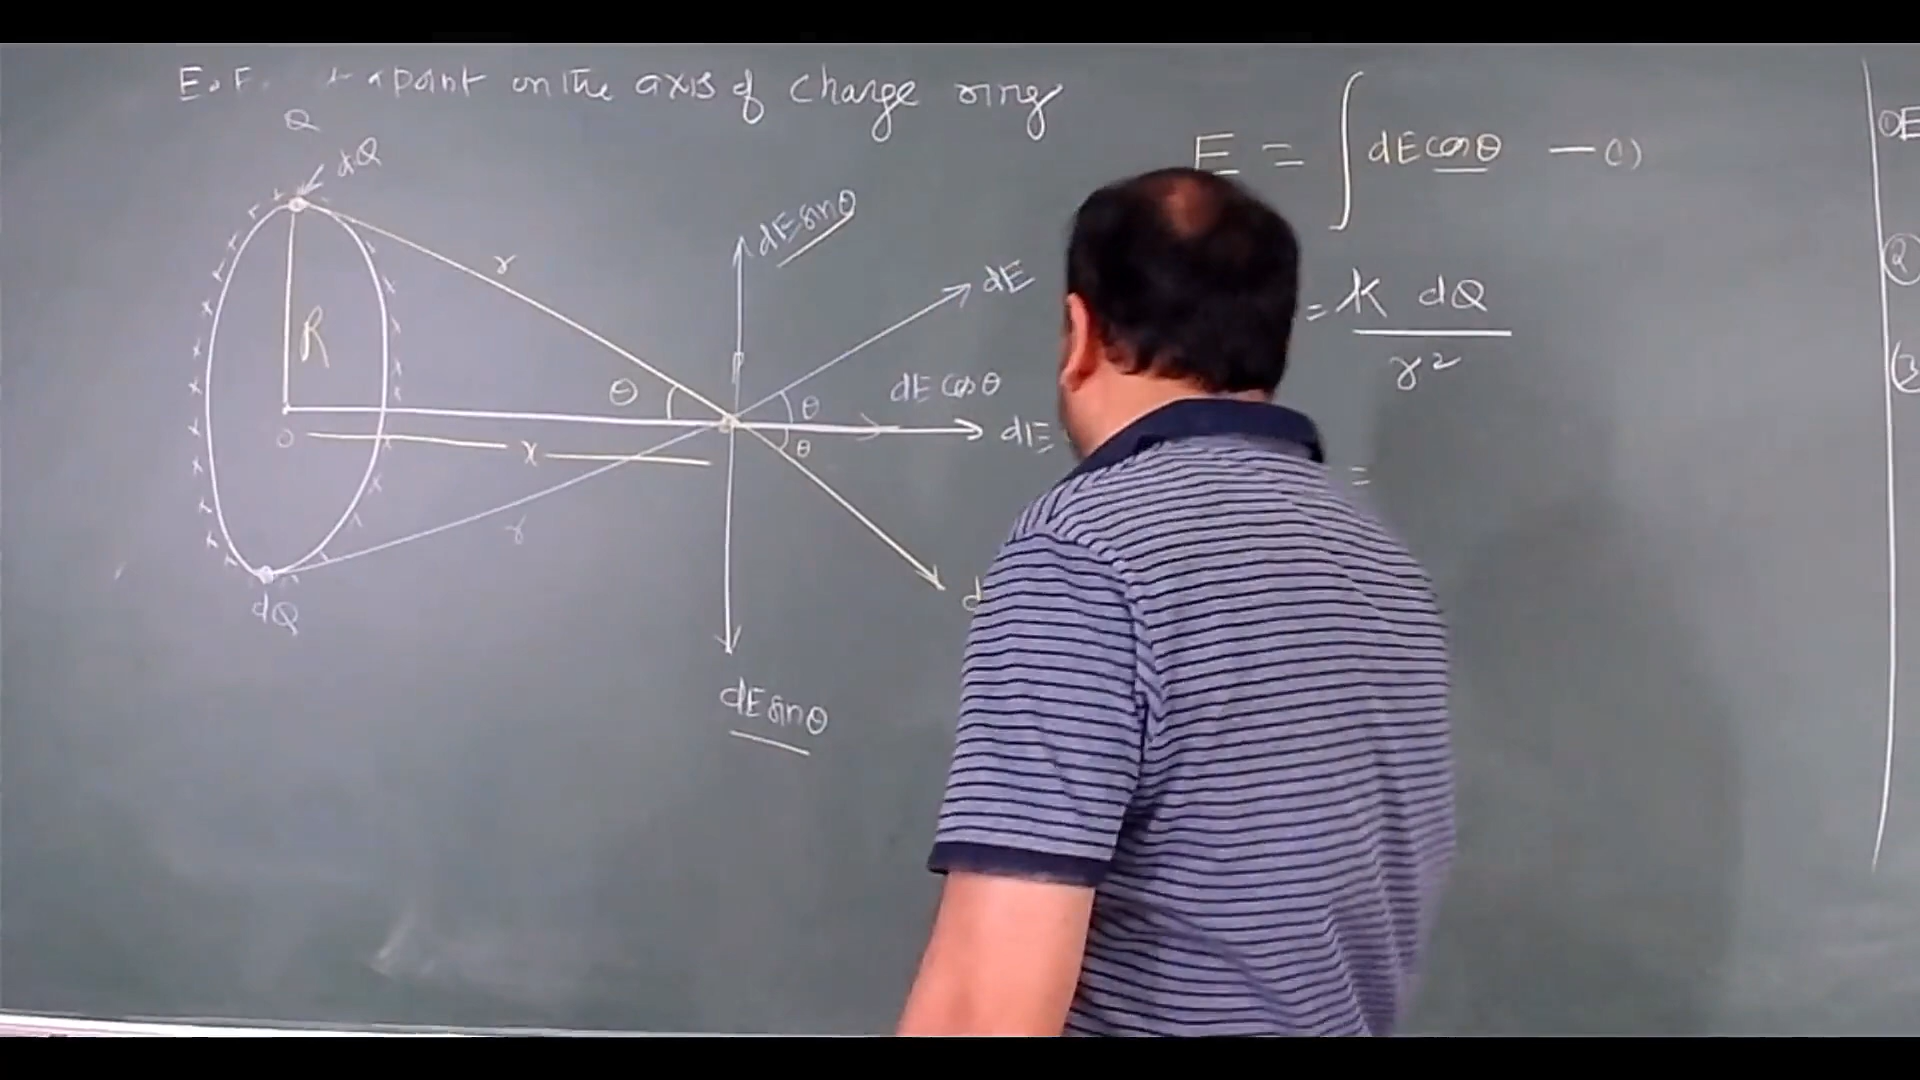 E.F. a point on the axis of charge ring
Q
dQ
R
r
θ
O
x
r
dQ
dE sinθ
dE
dE cosθ
θ
θ
dE
dE sinθ
E = ∫ dE cosθ — (1)
= K dQ
r²
=
②